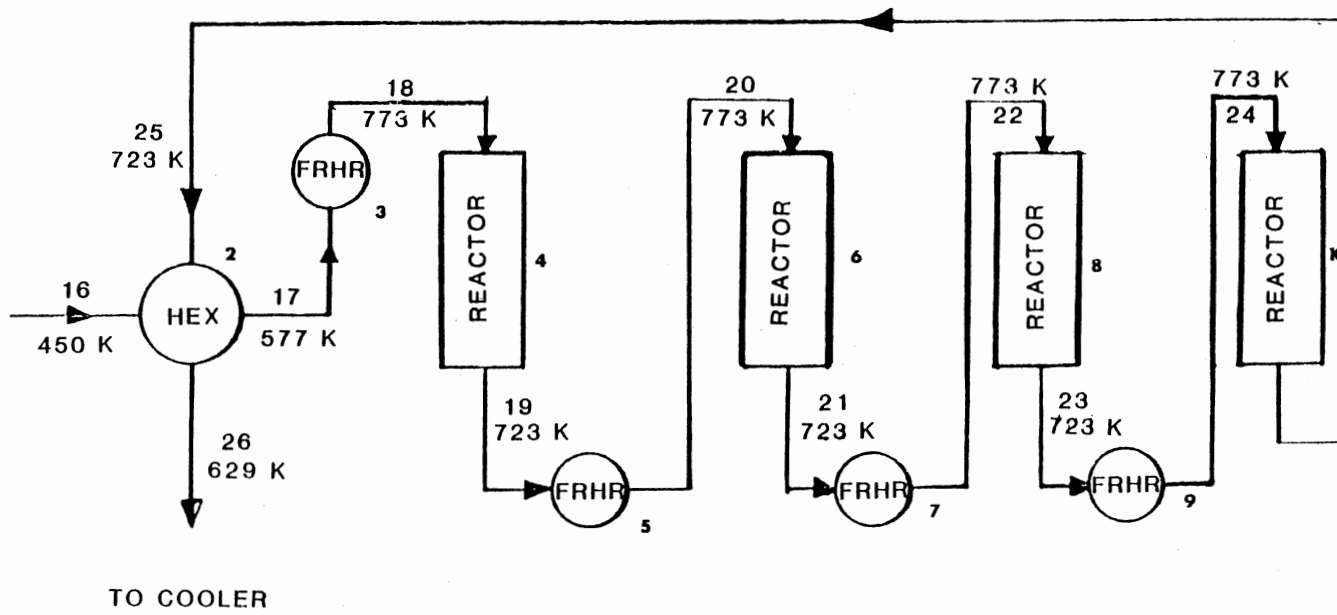 18
773 K
20
773 K
773 K
22
773 K
24
25
723 K
FRHR
3
REACTOR
4
REACTOR
6
REACTOR
8
REACTOR
2
16
HEX
17
450 K
577 K
19
723 K
21
723 K
23
723 K
26
629 K
FRHR
5
FRHR
7
FRHR
9
TO COOLER